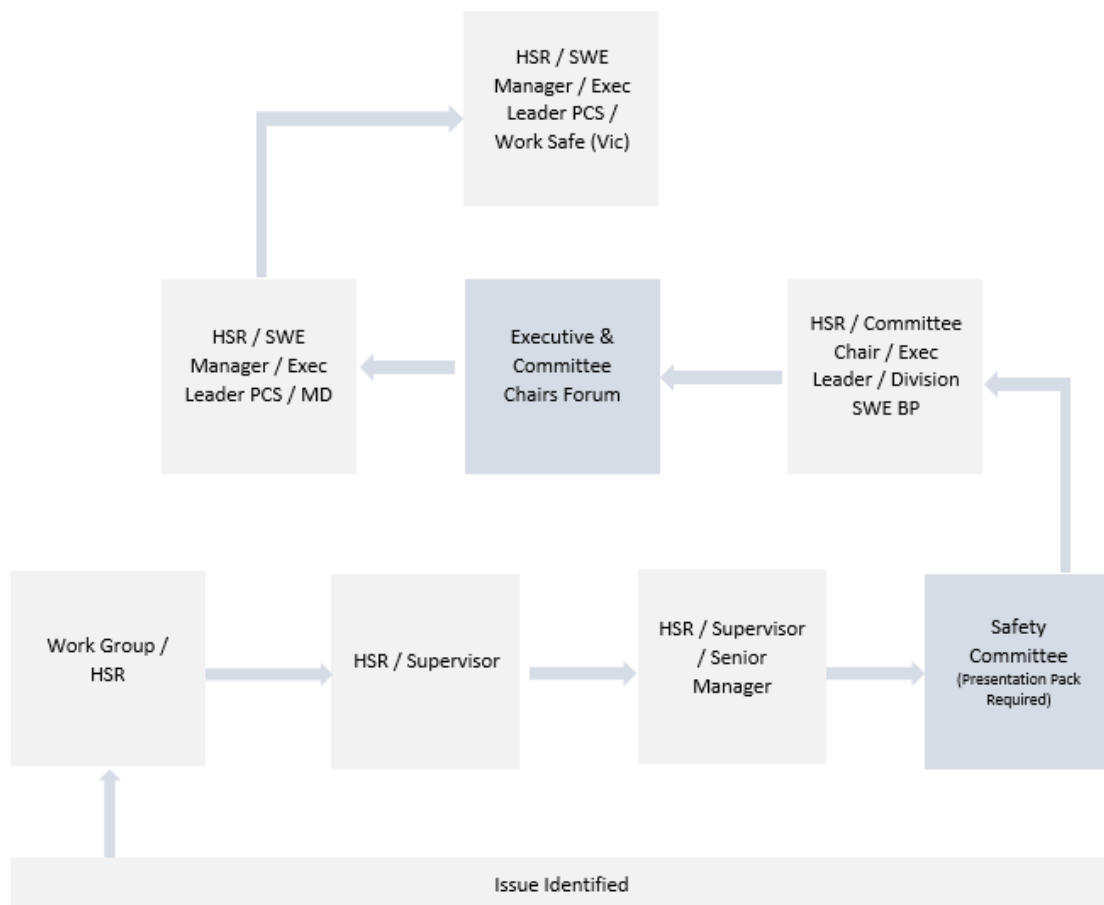 HSR / SWE
Manager / Exec
Leader PCS /
Work Safe (Vic)
HSR / SWE
Manager / Exec
Leader PCS / MD
Executive &
Committee
Chairs Forum
HSR / Committee
Chair / Exec
Leader / Division
SWE BP
Work Group /
HSR
HSR / Supervisor
HSR / Supervisor
/ Senior
Manager
Safety
Committee
(Presentation Pack
Required)
Issue Identified